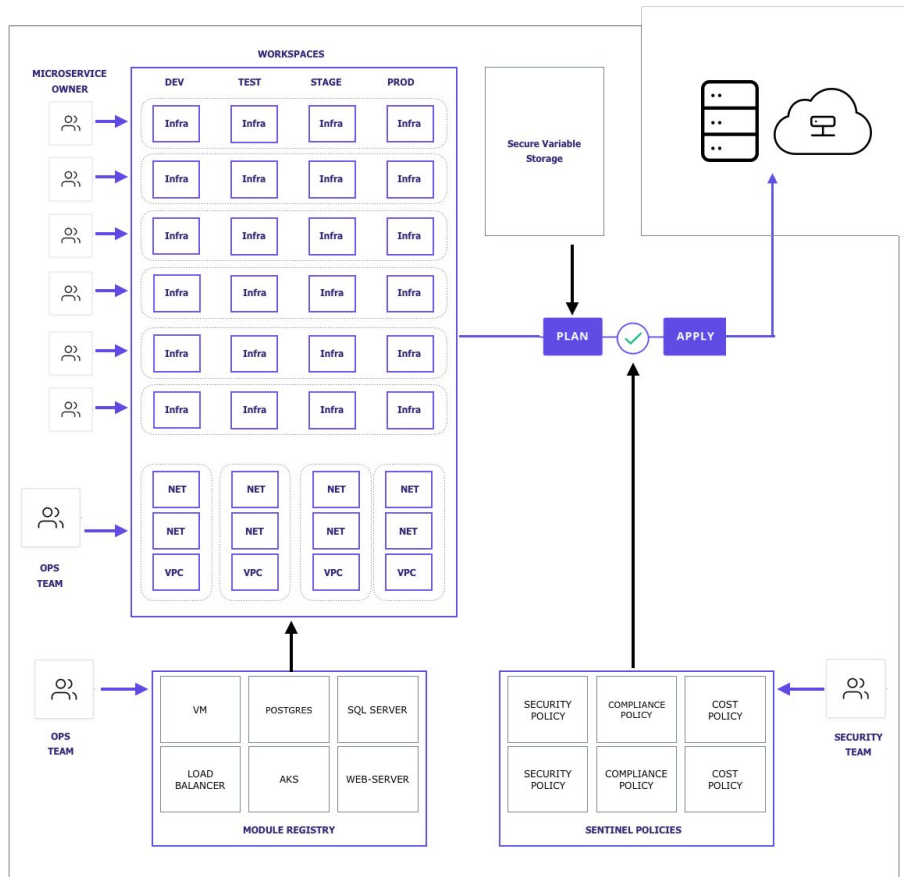 WORKSPACES
MICROSERVICE
OWNER
DEV TEST STAGE PROD
Infra Infra Infra Infra
Infra Infra Infra Infra
Infra Infra Infra Infra
Infra Infra Infra Infra
Infra Infra Infra Infra
Infra Infra Infra Infra
NET NET NET NET
NET NET NET NET
VPC VPC VPC VPC
OPS
TEAM
Secure Variable
Storage
PLAN APPLY
OPS
TEAM
VM POSTGRES SQL SERVER
LOAD
BALANCER
AKS WEB-SERVER
MODULE REGISTRY
SECURITY
POLICY
COMPLIANCE
POLICY
COST
POLICY
SECURITY
POLICY
COMPLIANCE
POLICY
COST
POLICY
SENTINEL POLICIES
SECURITY
TEAM